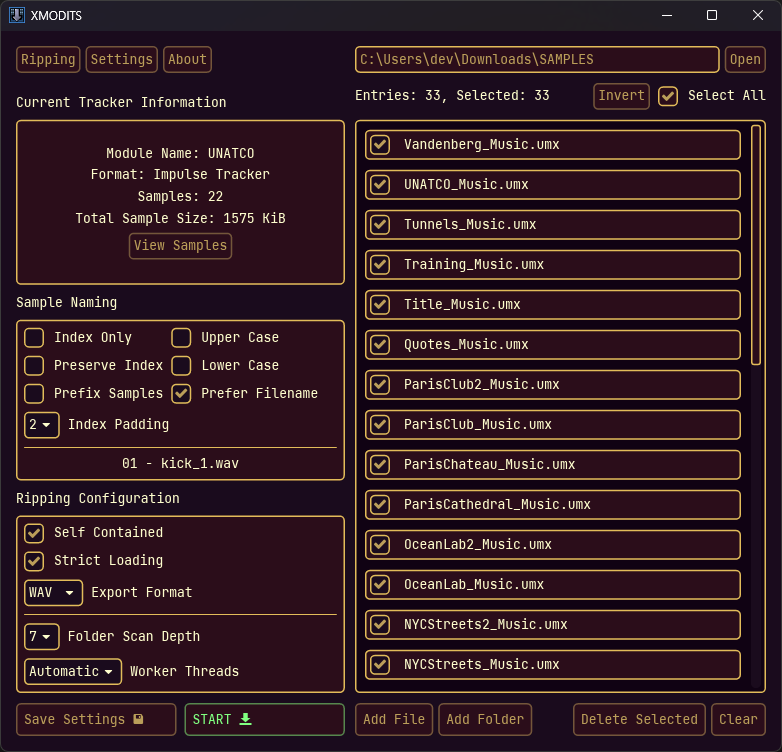 XMODITS
Ripping Settings About
C:\Users\dev\Downloads\SAMPLES Open
Current Tracker Information
Entries: 33, Selected: 33 Invert Select All
Module Name: UNATCO
Format: Impulse Tracker
Samples: 22
Total Sample Size: 1575 KiB
View Samples
Sample Naming
Index Only Upper Case
Preserve Index Lower Case
Prefix Samples Prefer Filename
2 Index Padding
01 - kick_1.wav
Ripping Configuration
Self Contained
Strict Loading
WAV Export Format
7 Folder Scan Depth
Automatic Worker Threads
Save Settings START
Vandenberg_Music.umx
UNATCO_Music.umx
Tunnels_Music.umx
Training_Music.umx
Title_Music.umx
Quotes_Music.umx
ParisClub2_Music.umx
ParisClub_Music.umx
ParisChateau_Music.umx
ParisCathedral_Music.umx
OceanLab2_Music.umx
OceanLab_Music.umx
NYCStreets2_Music.umx
NYCStreets_Music.umx
Add File Add Folder Delete Selected Clear